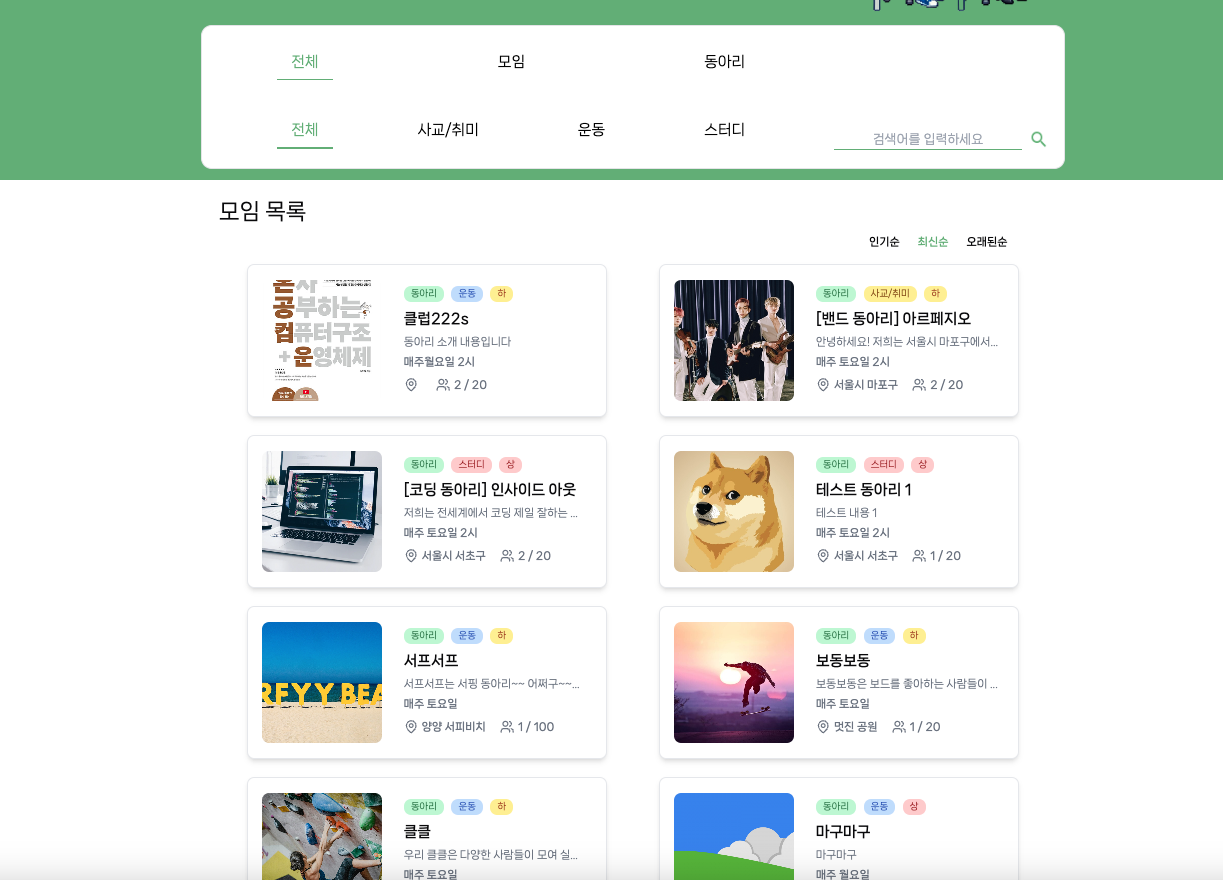 전체 모임 동아리
전체 사교/취미 운동 스터디
검색어를 입력하세요
모임 목록
인기순 최신순 오래된순
혼자
공부하는
컴퓨터구조
+ 운영체제
동아리 운동 하
클럽222s
동아리 소개 내용입니다
매주월요일 2시
2 / 20
동아리 사교/취미 하
[밴드 동아리] 아르페지오
안녕하세요! 저희는 서울시 마포구에서...
매주 토요일 2시
서울시 마포구 2 / 20
동아리 스터디 상
[코딩 동아리] 인사이드 아웃
저희는 전세계에서 코딩 제일 잘하는 ...
매주 토요일 2시
서울시 서초구 2 / 20
동아리 스터디 상
테스트 동아리 1
테스트 내용 1
매주 토요일 2시
서울시 서초구 1 / 20
RFYY BEA
동아리 운동 하
서프서프
서프서프는 서핑 동아리~~ 어쩌구~~...
매주 토요일
양양 서피비치 1 / 100
동아리 운동 하
보동보동
보동보동은 보드를 좋아하는 사람들이 ...
매주 토요일
멋진 공원 1 / 20
동아리 운동 하
클클
우리 클클은 다양한 사람들이 모여 실...
매주 토요일
동아리 운동 상
마구마구
마구마구
매주 월요일